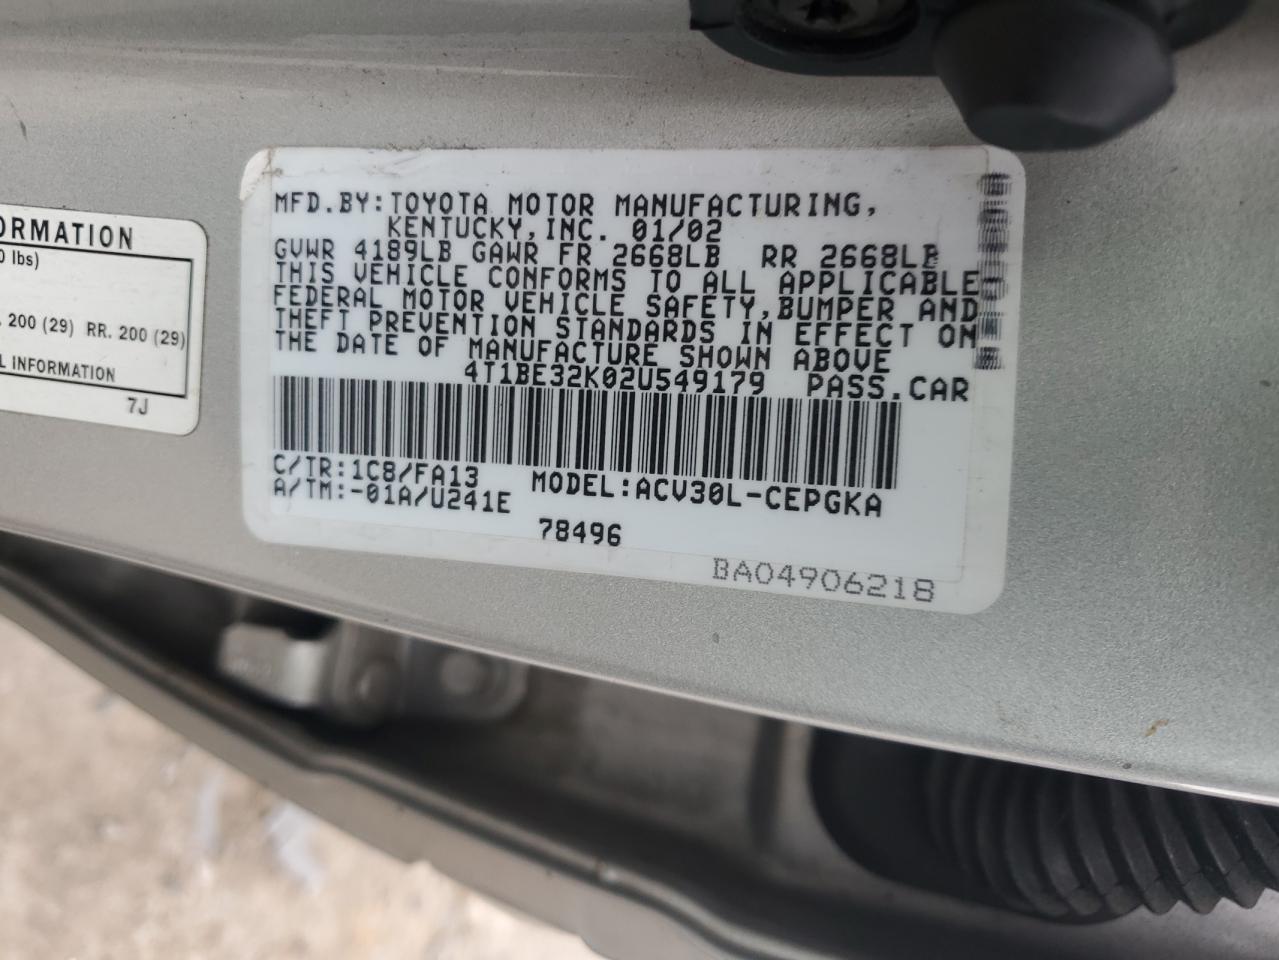 ORMATION
0 lbs)
. 200 (29) RR. 200 (29)
L INFORMATION
7J
MFD.BY:TOYOTA MOTOR MANUFACTURING,
KENTUCKY,INC. 01/02
GVWR 4189LB GAWR FR 2668LB RR 2668LB
THIS VEHICLE CONFORMS TO ALL APPLICABLE
FEDERAL MOTOR VEHICLE SAFETY,BUMPER AND
THEFT PREVENTION STANDARDS IN EFFECT ON
THE DATE OF MANUFACTURE SHOWN ABOVE
4T1BE32K02U549179 PASS.CAR
C/TR:1C8/FA13 MODEL:ACV30L-CEPGKA
A/TM:-01A/U241E
78496
BA04906218